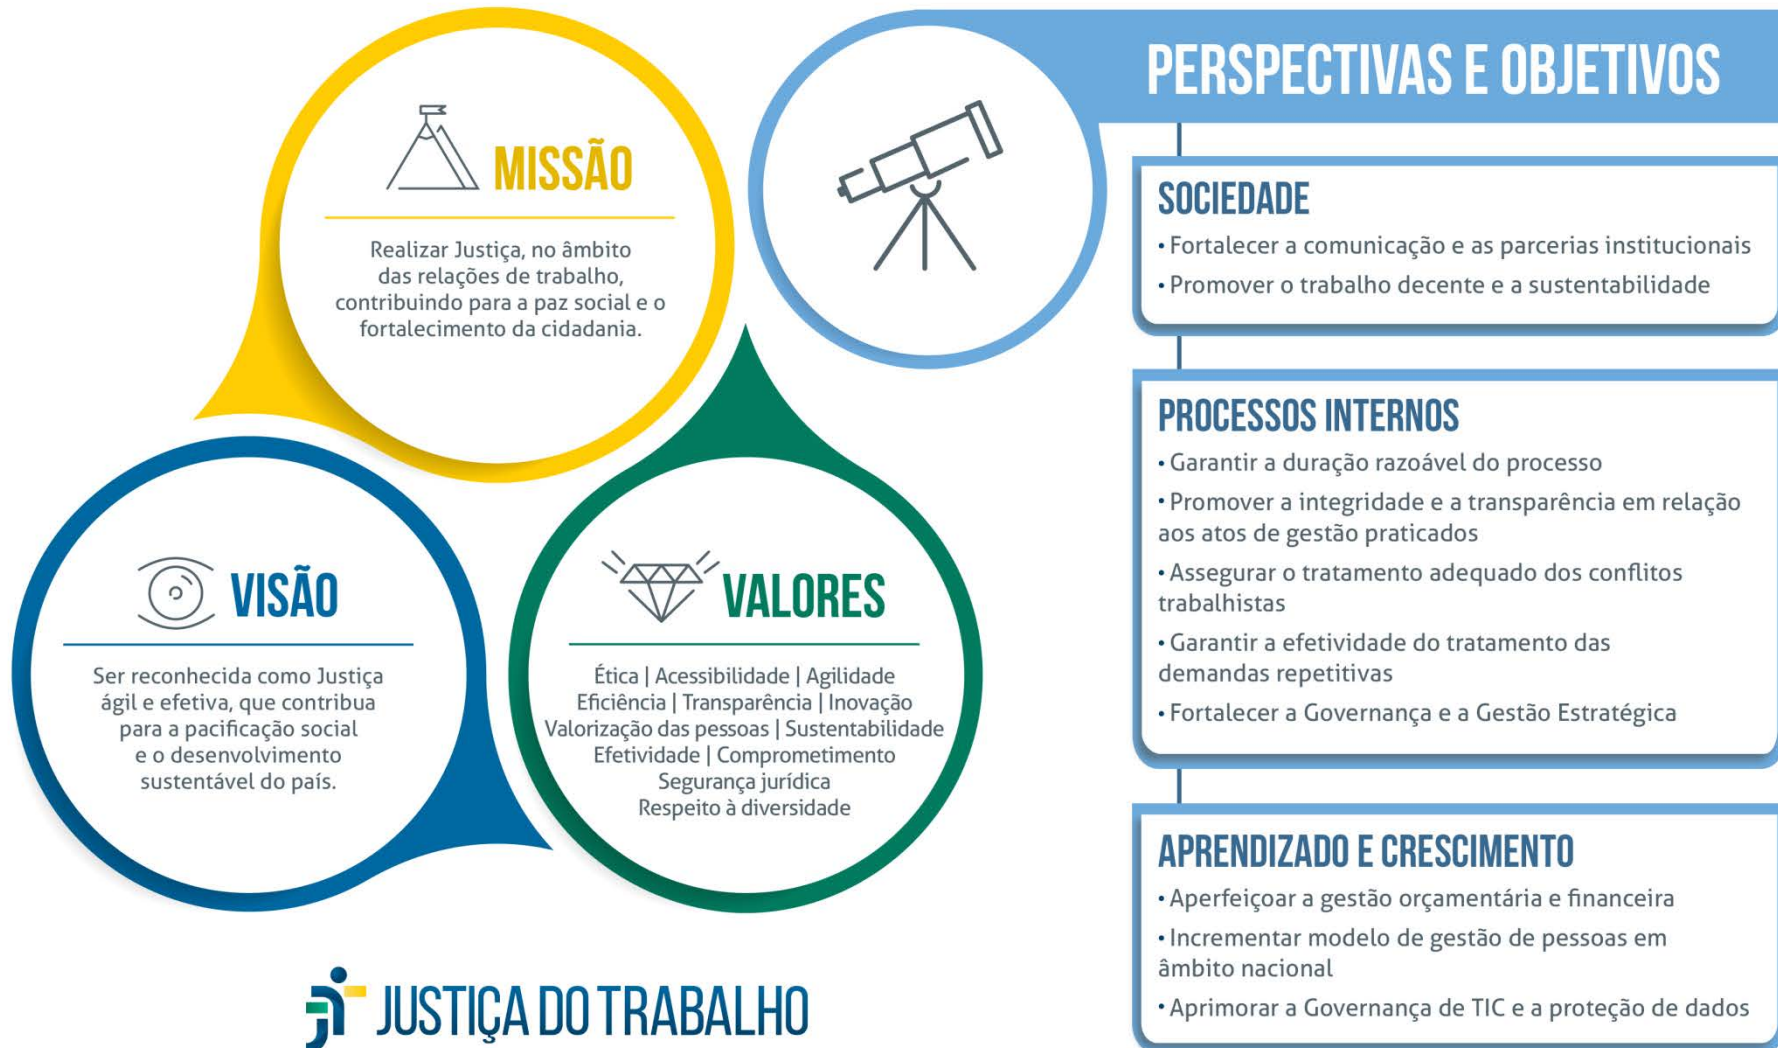 MISSÃO
Realizar Justiça, no âmbito
das relações de trabalho,
contribuindo para a paz social e o
fortalecimento da cidadania.
VISÃO
Ser reconhecida como Justiça
ágil e efetiva, que contribua
para a pacificação social
e o desenvolvimento
sustentável do país.
VALORES
Ética | Acessibilidade | Agilidade
Eficiência | Transparência | Inovação
Valorização das pessoas | Sustentabilidade
Efetividade | Comprometimento
Segurança jurídica
Respeito à diversidade
JUSTIÇA DO TRABALHO
PERSPECTIVAS E OBJETIVOS
SOCIEDADE
• Fortalecer a comunicação e as parcerias institucionais
• Promover o trabalho decente e a sustentabilidade
PROCESSOS INTERNOS
• Garantir a duração razoável do processo
• Promover a integridade e a transparência em relação
aos atos de gestão praticados
• Assegurar o tratamento adequado dos conflitos
trabalhistas
• Garantir a efetividade do tratamento das
demandas repetitivas
• Fortalecer a Governança e a Gestão Estratégica
APRENDIZADO E CRESCIMENTO
• Aperfeiçoar a gestão orçamentária e financeira
• Incrementar modelo de gestão de pessoas em
âmbito nacional
• Aprimorar a Governança de TIC e a proteção de dados